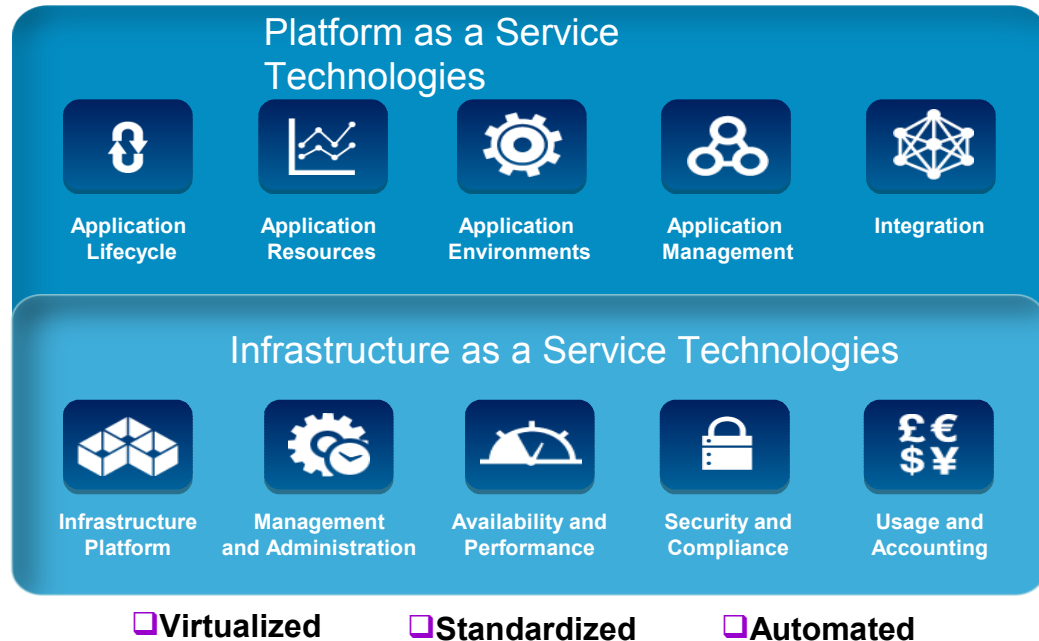 Platform as a Service
Technologies
Application
Lifecycle
Application
Resources
Application
Environments
Application
Management
Integration
Infrastructure as a Service Technologies
£ €
$ ¥
Infrastructure
Platform
Management
and Administration
Availability and
Performance
Security and
Compliance
Usage and
Accounting
❑Virtualized
❑Standardized
❑Automated